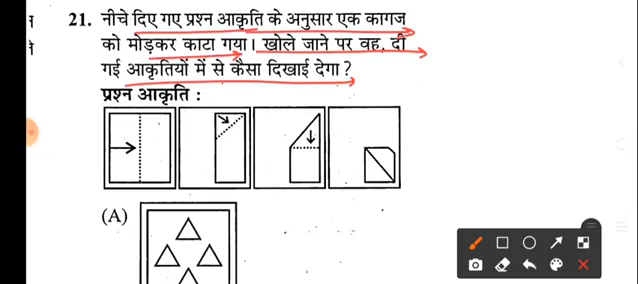 21. नीचे दिए गए प्रश्न आकृति के अनुसार एक कागज
को मोड़कर काटा गया। खोले जाने पर वह, दी
गई आकृतियों में से कैसा दिखाई देगा ?
प्रश्न आकृति :
(A)